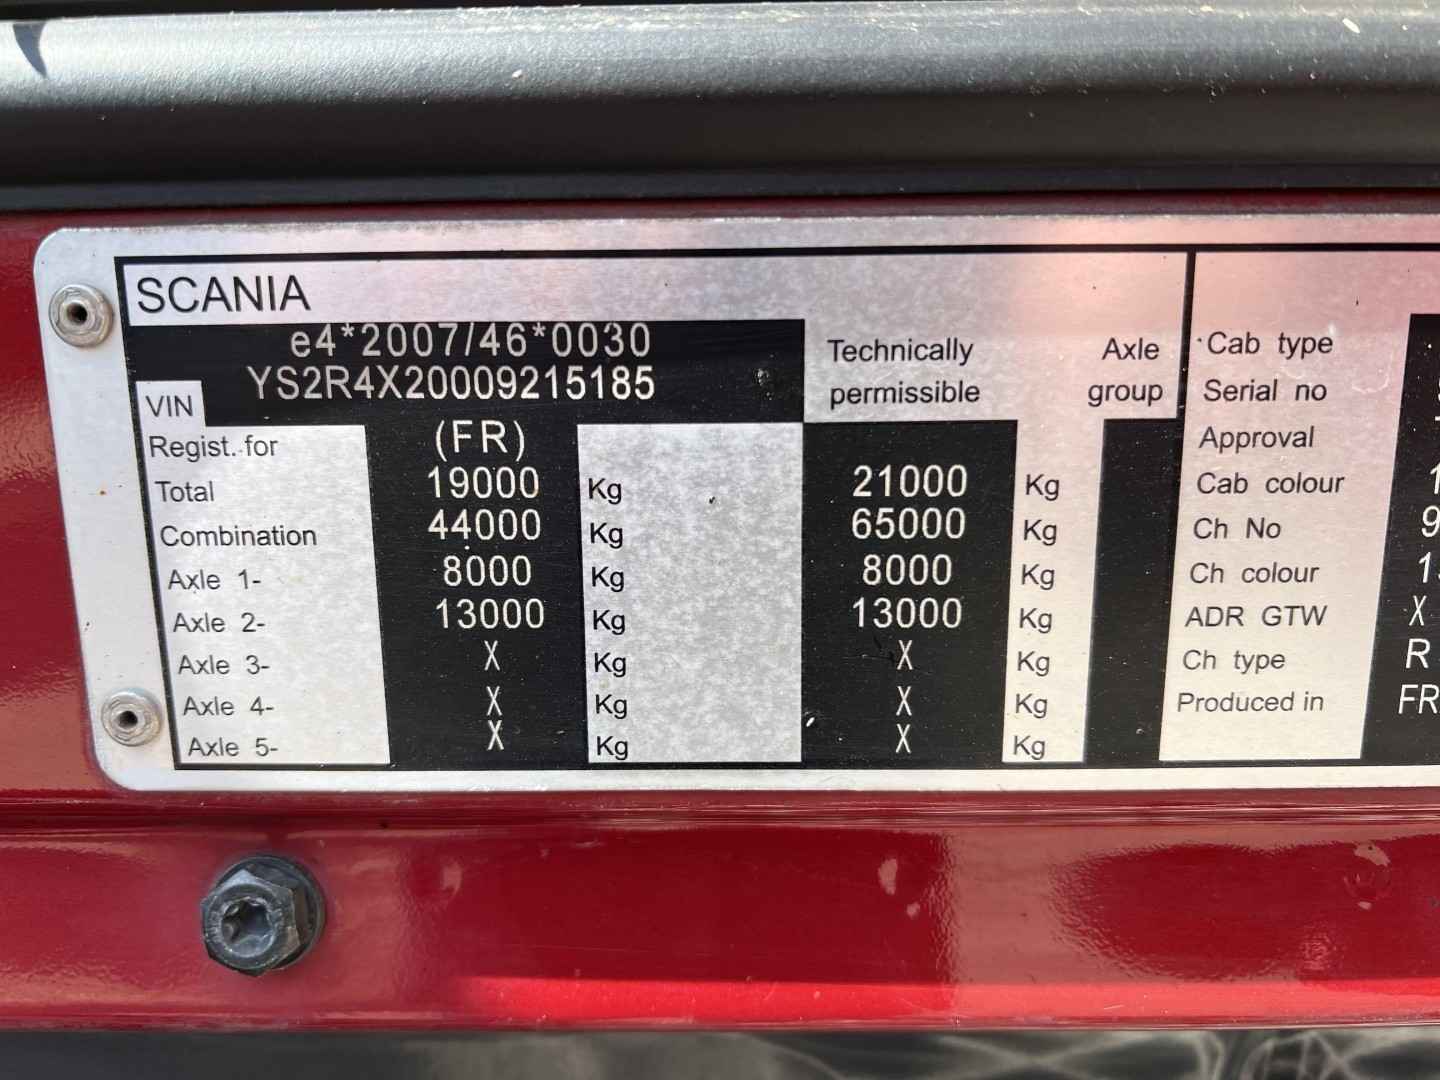 SCANIA
e4*2007/46*0030
VIN YS2R4X20009215185
Technically permissible
Axle group
Regist. for (FR)
Total 19000 Kg 21000 Kg
Combination 44000 Kg 65000 Kg
Axle 1- 8000 Kg 8000 Kg
Axle 2- 13000 Kg 13000 Kg
Axle 3- X Kg X Kg
Axle 4- X Kg X Kg
Axle 5- X Kg X Kg
Cab type
Serial no
Approval
Cab colour 1
Ch No 9
Ch colour
ADR GTW X
Ch type R
Produced in FR